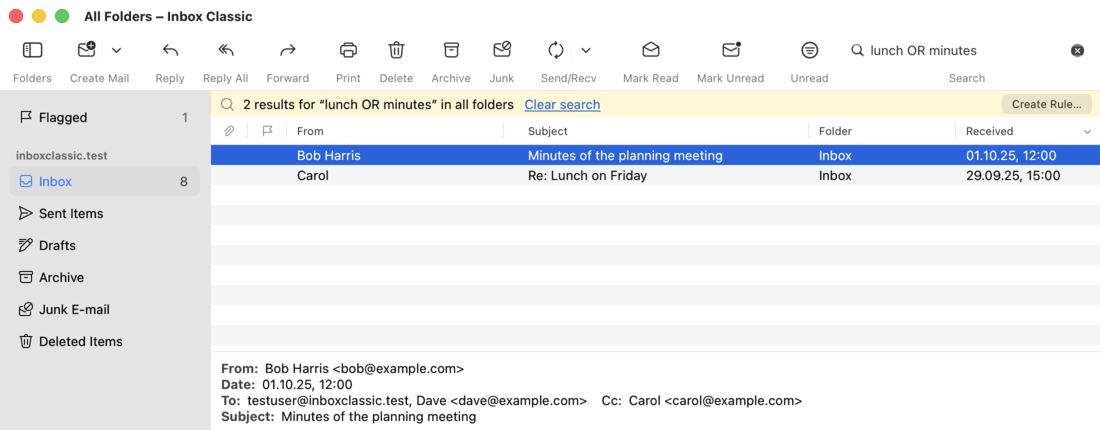 All Folders – Inbox Classic
lunch OR minutes
Folders Create Mail Reply Reply All Forward Print Delete Archive Junk Send/Recv Mark Read Mark Unread Unread Search
Flagged 1
inboxclassic.test
Inbox 8
Sent Items
Drafts
Archive
Junk E-mail
Deleted Items
2 results for “lunch OR minutes” in all folders Clear search Create Rule...
From Subject Folder Received
Bob Harris Minutes of the planning meeting Inbox 01.10.25, 12:00
Carol Re: Lunch on Friday Inbox 29.09.25, 15:00
From: Bob Harris <bob@example.com>
Date: 01.10.25, 12:00
To: testuser@inboxclassic.test, Dave <dave@example.com> Cc: Carol <carol@example.com>
Subject: Minutes of the planning meeting